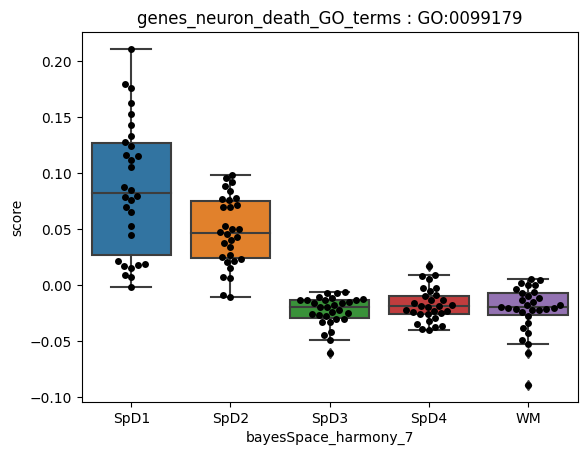 genes_neuron_death_GO_terms : GO:0099179
0.20
0.15
0.10
0.05
0.00
−0.05
−0.10
score
SpD1 SpD2 SpD3 SpD4 WM
bayesSpace_harmony_7